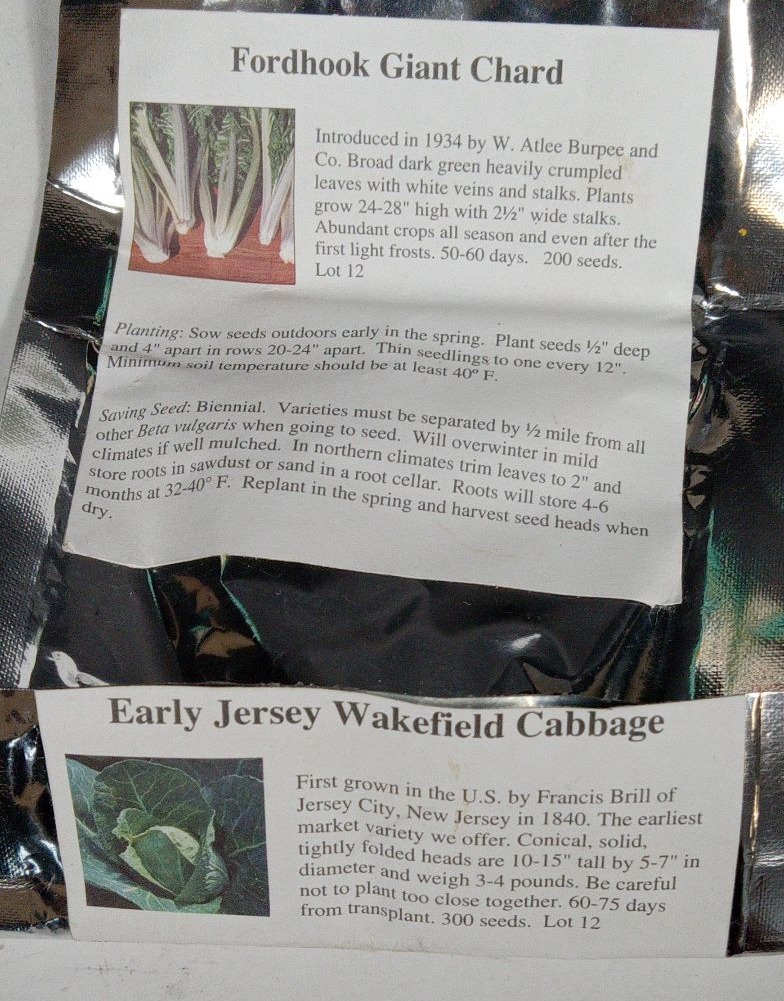 Fordhook Giant Chard
Introduced in 1934 by W. Atlee Burpee and
Co. Broad dark green heavily crumpled
leaves with white veins and stalks. Plants
grow 24-28" high with 2½" wide stalks.
Abundant crops all season and even after the
first light frosts. 50-60 days. 200 seeds.
Lot 12
Planting: Sow seeds outdoors early in the spring. Plant seeds ½" deep
and 4" apart in rows 20-24" apart. Thin seedlings to one every 12".
Minimum soil temperature should be at least 40° F.
Saving Seed: Biennial. Varieties must be separated by ½ mile from all
other Beta vulgaris when going to seed. Will overwinter in mild
climates if well mulched. In northern climates trim leaves to 2" and
store roots in sawdust or sand in a root cellar. Roots will store 4-6
months at 32-40° F. Replant in the spring and harvest seed heads when
dry.
Early Jersey Wakefield Cabbage
First grown in the U.S. by Francis Brill of
Jersey City, New Jersey in 1840. The earliest
market variety we offer. Conical, solid,
tightly folded heads are 10-15" tall by 5-7" in
diameter and weigh 3-4 pounds. Be careful
not to plant too close together. 60-75 days
from transplant. 300 seeds. Lot 12